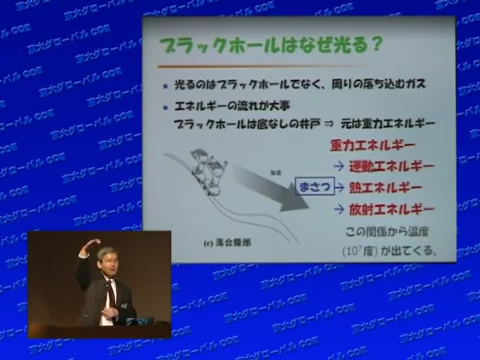 ブラックホールはなぜ光る？
光るのはブラックホールでなく、周りの落ち込むガス
エネルギーの流れが大事
ブラックホールは底なしの井戸 ⇒ 元は重力エネルギー
重力エネルギー
→ 運動エネルギー
加速
まさつ → 熱エネルギー
→ 放射エネルギー
(c) 落合隆郎
この関係から温度
(10⁷度) が出てくる。
京大グローバル COE